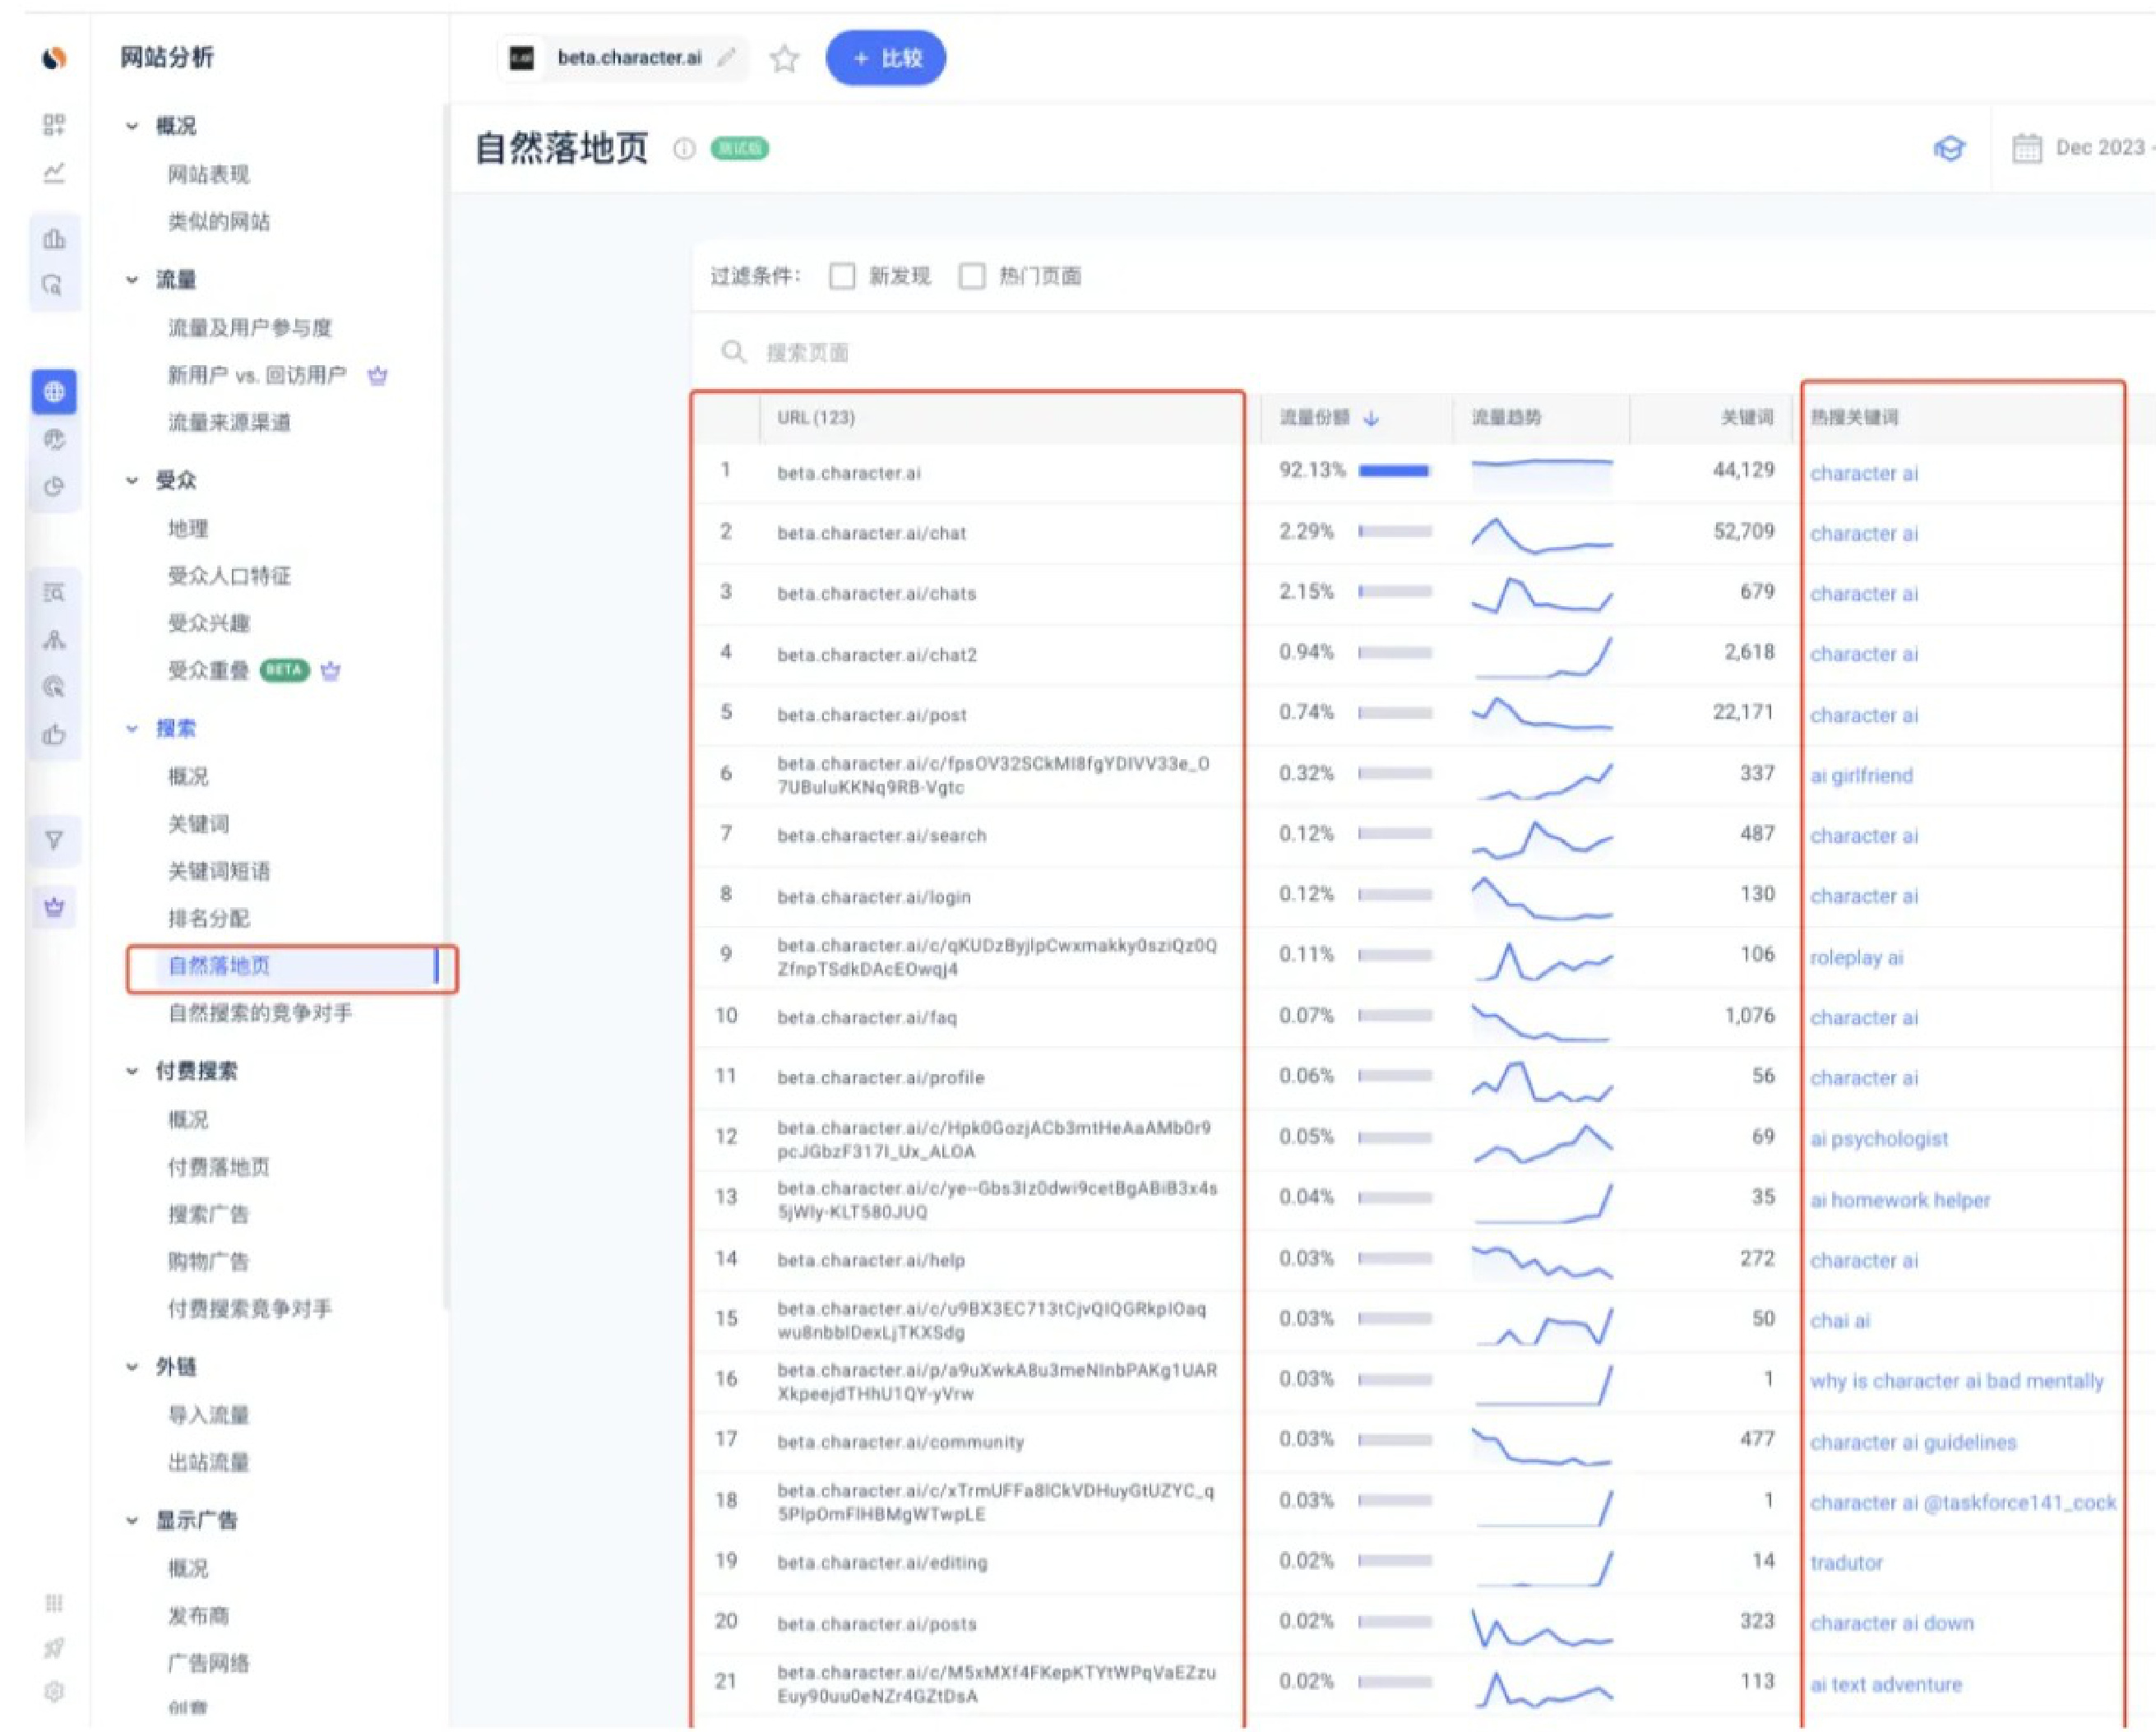 网站分析
beta.character.ai
+ 比较
概况
网站表现
类似的网站
流量
流量及用户参与度
新用户 vs. 回访用户
流量来源渠道
受众
地理
受众人口特征
受众兴趣
受众重叠 BETA
搜索
概况
关键词
关键词短语
排名分配
自然落地页
自然搜索的竞争对手
付费搜索
概况
付费落地页
搜索广告
购物广告
付费搜索竞争对手
外链
导入流量
出站流量
显示广告
概况
发布商
广告网络
创意
自然落地页 测试版
Dec 2023 -
过滤条件: 新发现 热门页面
搜索页面
URL (123) 流量份额 流量趋势 关键词 热搜关键词
1 beta.character.ai 92.13% 44,129 character ai
2 beta.character.ai/chat 2.29% 52,709 character ai
3 beta.character.ai/chats 2.15% 679 character ai
4 beta.character.ai/chat2 0.94% 2,618 character ai
5 beta.character.ai/post 0.74% 22,171 character ai
6 beta.character.ai/c/fpsOV32SCkMI8fgYDIVV33e_O
7UBuluKKNq9RB-Vgtc 0.32% 337 ai girlfriend
7 beta.character.ai/search 0.12% 487 character ai
8 beta.character.ai/login 0.12% 130 character ai
9 beta.character.ai/c/qKUDzByjlpCwxmakky0sziQz0Q
ZfnpTSdkDAcEOwqj4 0.11% 106 roleplay ai
10 beta.character.ai/faq 0.07% 1,076 character ai
11 beta.character.ai/profile 0.06% 56 character ai
12 beta.character.ai/c/Hpk0GozjACb3mtHeAaAMb0r9
pcJGbzF317I_Ux_ALOA 0.05% 69 ai psychologist
13 beta.character.ai/c/ye--Gbs3Iz0dwi9cetBgABiB3x4s
5jWly-KLT580JUQ 0.04% 35 ai homework helper
14 beta.character.ai/help 0.03% 272 character ai
15 beta.character.ai/c/u9BX3EC713tCjvQIQGRkpIOaq
wu8nbblDexLjTKXSdg 0.03% 50 chai ai
16 beta.character.ai/p/a9uXwkA8u3meNInbPAKg1UAR
XkpeejdTHhU1QY-yVrw 0.03% 1 why is character ai bad mentally
17 beta.character.ai/community 0.03% 477 character ai guidelines
18 beta.character.ai/c/xTrmUFFa8lCkVDHuyGtUZYC_q
5PlpOmFlHBMgWTwpLE 0.03% 1 character ai @taskforce141_cock
19 beta.character.ai/editing 0.02% 14 tradutor
20 beta.character.ai/posts 0.02% 323 character ai down
21 beta.character.ai/c/M5xMXf4FKepKTYtWPqVaEZzu
Euy90uu0eNZr4GZtDsA 0.02% 113 ai text adventure